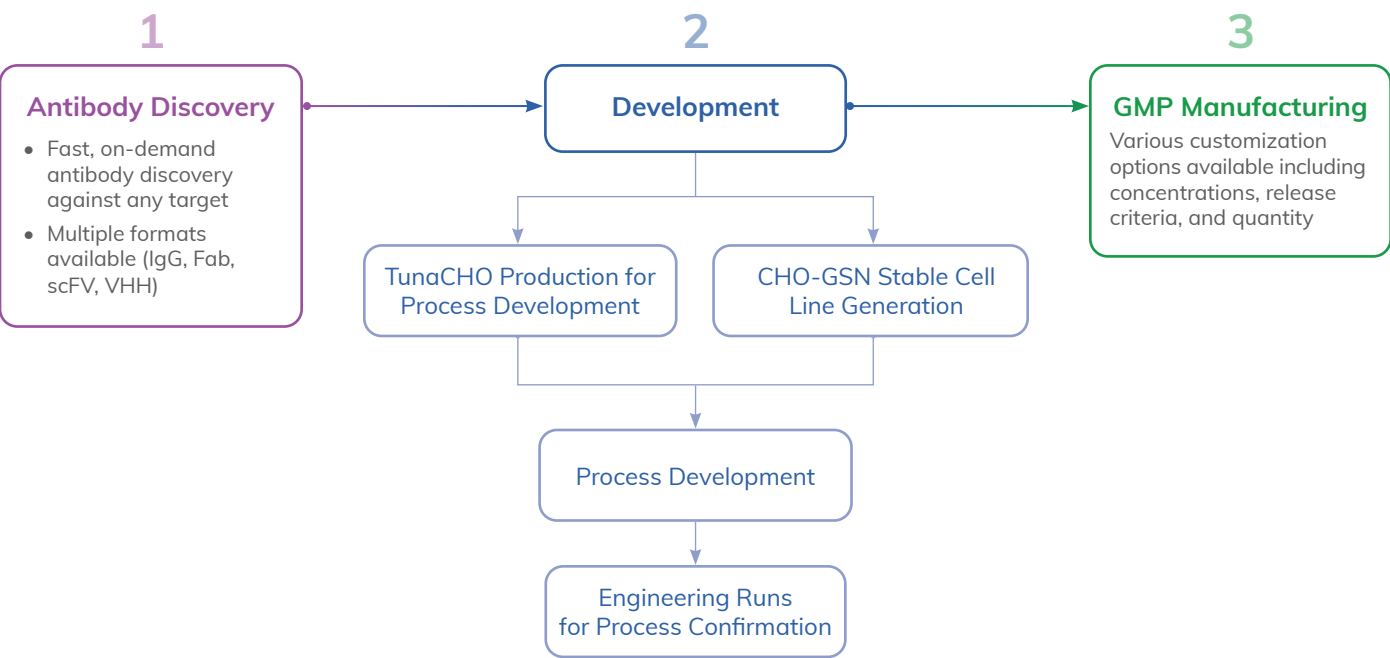 1
Antibody Discovery
• Fast, on-demand
antibody discovery
against any target
• Multiple formats
available (IgG, Fab,
scFV, VHH)
2
Development
TunaCHO Production for
Process Development
CHO-GSN Stable Cell
Line Generation
Process Development
Engineering Runs
for Process Confirmation
3
GMP Manufacturing
Various customization
options available including
concentrations, release
criteria, and quantity